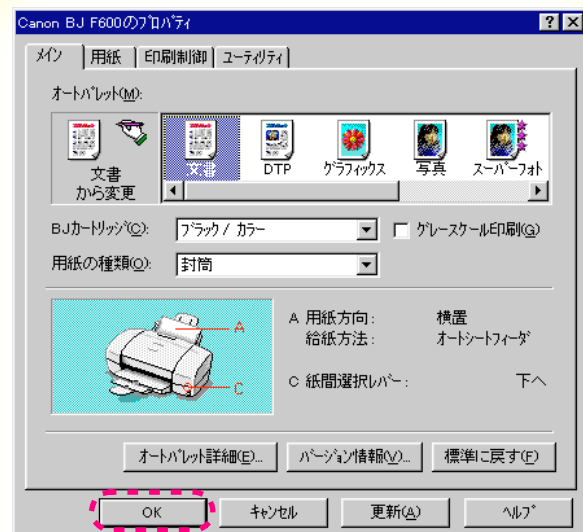 Canon BJ F600のﾌﾟﾛﾊﾟﾃｨ
ﾒｲﾝ 用紙 印刷制御 ﾕｰﾃｨﾘﾃｨ
ｵｰﾄﾊﾟﾚｯﾄ(M):
文書
から変更
文書 DTP ｸﾞﾗﾌｨｯｸｽ 写真 ｽｰﾊﾟｰﾌｫﾄ
BJｶｰﾄﾘｯｼﾞ(C): ﾌﾞﾗｯｸ / ｶﾗｰ ｸﾞﾚｰｽｹｰﾙ印刷(G)
用紙の種類(O): 封筒
A 用紙方向: 横置
給紙方法: ｵｰﾄｼｰﾄﾌｨｰﾀﾞ
A
C 紙間選択ﾚﾊﾞｰ: 下へ
C
ｵｰﾄﾊﾟﾚｯﾄ詳細(E)... ﾊﾞｰｼﾞｮﾝ情報(V)... 標準に戻す(F)
OK ｷｬﾝｾﾙ 更新(A) ﾍﾙﾌﾟ